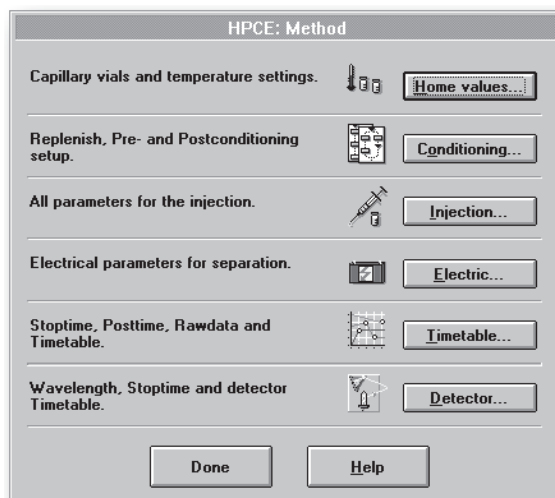 HPCE: Method
Capillary vials and temperature settings.
Home values...
Replenish, Pre- and Postconditioning
setup.
Conditioning...
All parameters for the injection.
Injection...
Electrical parameters for separation.
Electric...
Stoptime, Posttime, Rawdata and
Timetable.
Timetable...
Wavelength, Stoptime and detector
Timetable.
Detector...
Done
Help